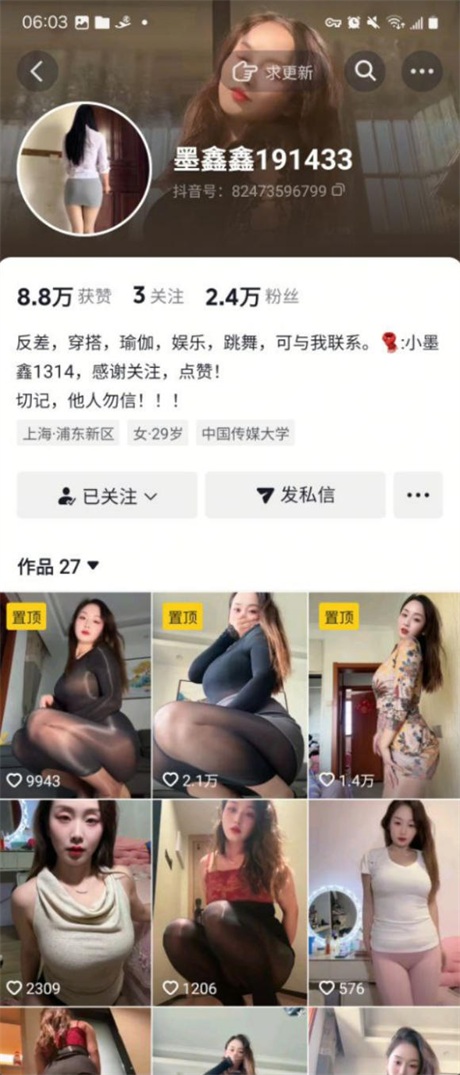 06:03
求更新
墨鑫鑫191433
抖音号：82473596799
8.8万 获赞 3 关注 2.4万 粉丝
反差，穿搭，瑜伽，娱乐，跳舞，可与我联系。🧣:小墨
鑫1314，感谢关注，点赞！
切记，他人勿信！！！
上海·浦东新区 女·29岁 中国传媒大学
已关注 发私信
作品 27
置顶 置顶 置顶
9943 2.1万 1.4万
2309 1206 576